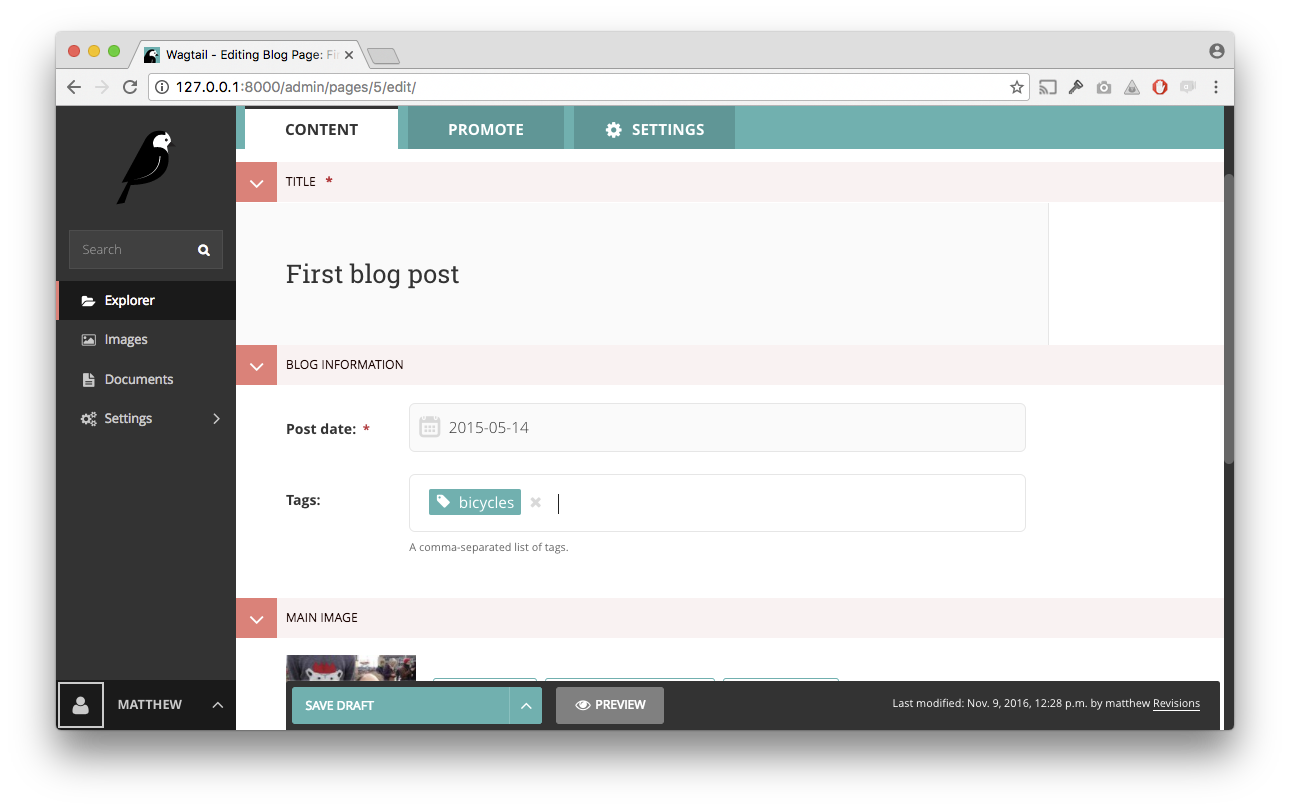 Wagtail - Editing Blog Page: Fi
127.0.0.1:8000/admin/pages/5/edit/
CONTENT PROMOTE SETTINGS
Search
Explorer
Images
Documents
Settings
MATTHEW
TITLE *
First blog post
BLOG INFORMATION
Post date: * 2015-05-14
Tags: bicycles
A comma-separated list of tags.
MAIN IMAGE
SAVE DRAFT PREVIEW Last modified: Nov. 9, 2016, 12:28 p.m. by matthew Revisions